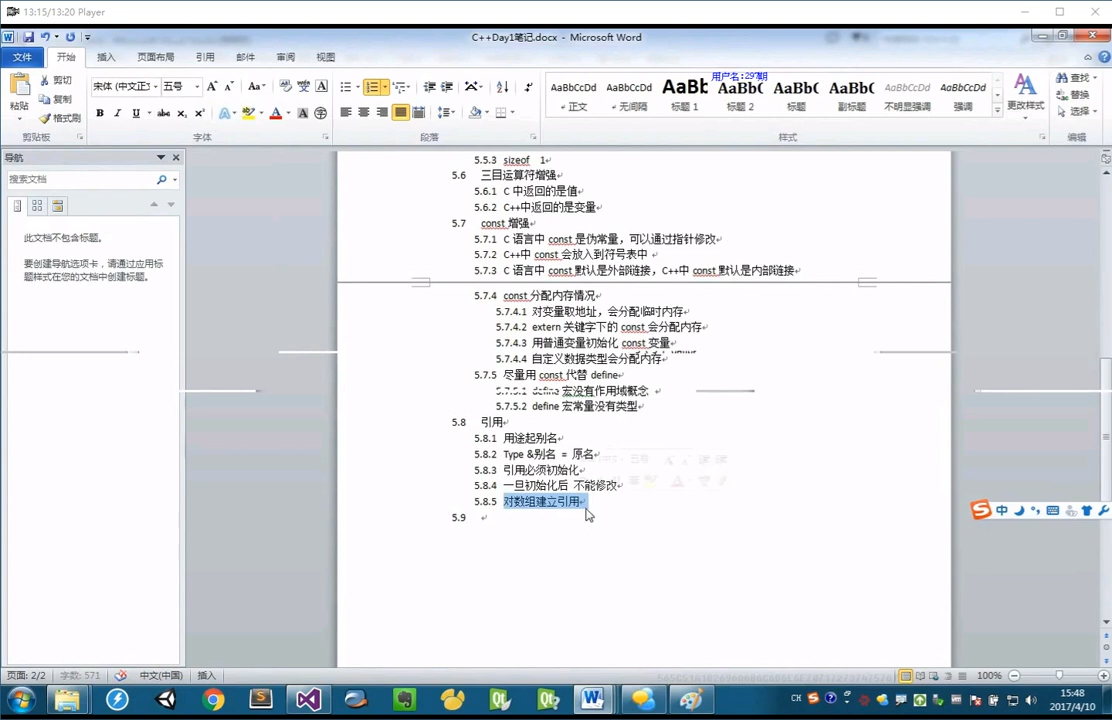 13:15/13:20 Player
C++Day1笔记.docx - Microsoft Word
文件 开始 插入 页面布局 引用 邮件 审阅 视图
剪切
复制
格式刷
粘贴
宋体 (中文正 五号
AaBbCcDd AaBbCcDd AaBb AaBbC AaBbC AaBbC AaBbCcDd AaBbCcDd
用户名:297期
正文 无间隔 标题 1 标题 2 标题 副标题 不明显强调 强调
更改样式
查找
替换
选择
剪贴板 字体 段落 样式 编辑
导航
搜索文档
此文档不包含标题。
要创建导航选项卡，请通过应用标题样式在您的文档中创建标题。
5.5.3 sizeof 1
5.6 三目运算符增强
5.6.1 C 中返回的是值
5.6.2 C++中返回的是变量
5.7 const 增强
5.7.1 C 语言中 const 是伪常量，可以通过指针修改
5.7.2 C++中 const 会放入到符号表中
5.7.3 C 语言中 const 默认是外部链接，C++中 const 默认是内部链接
5.7.4 const 分配内存情况
5.7.4.1 对变量取地址，会分配临时内存
5.7.4.2 extern 关键字下的 const 会分配内存
5.7.4.3 用普通变量初始化 const 变量
5.7.4.4 自定义数据类型会分配内存
5.7.5 尽量用 const 代替 define
5.7.5.1 define 宏没有作用域概念
5.7.5.2 define 宏常量没有类型
5.8 引用
5.8.1 用途起别名
5.8.2 Type &别名 = 原名
5.8.3 引用必须初始化
5.8.4 一旦初始化后 不能修改
5.8.5 对数组建立引用
5.9
中
页面: 2/2 字数: 571 中文(中国) 插入
100%
CH
15:48
2017/4/10